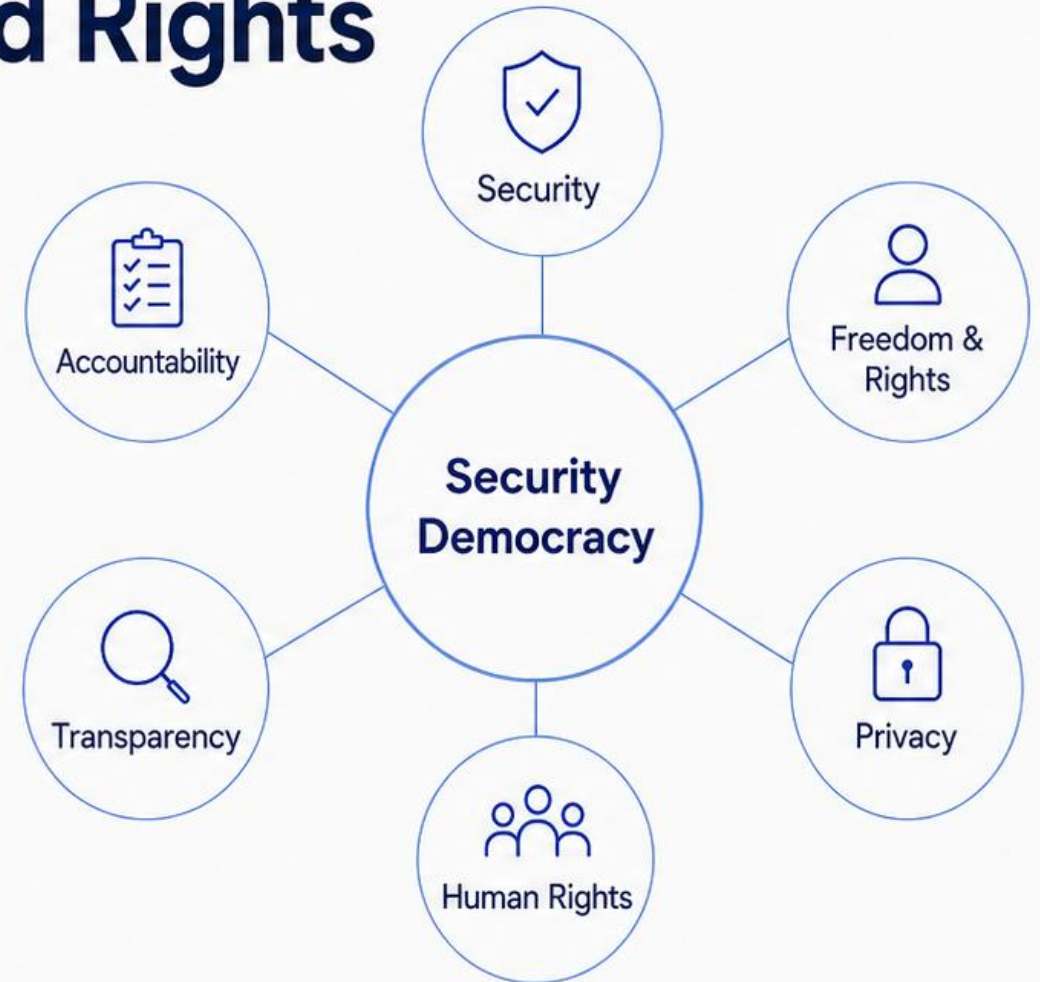 d Rights
Security
Accountability
Freedom &
Rights
Security
Democracy
Transparency
Privacy
Human Rights